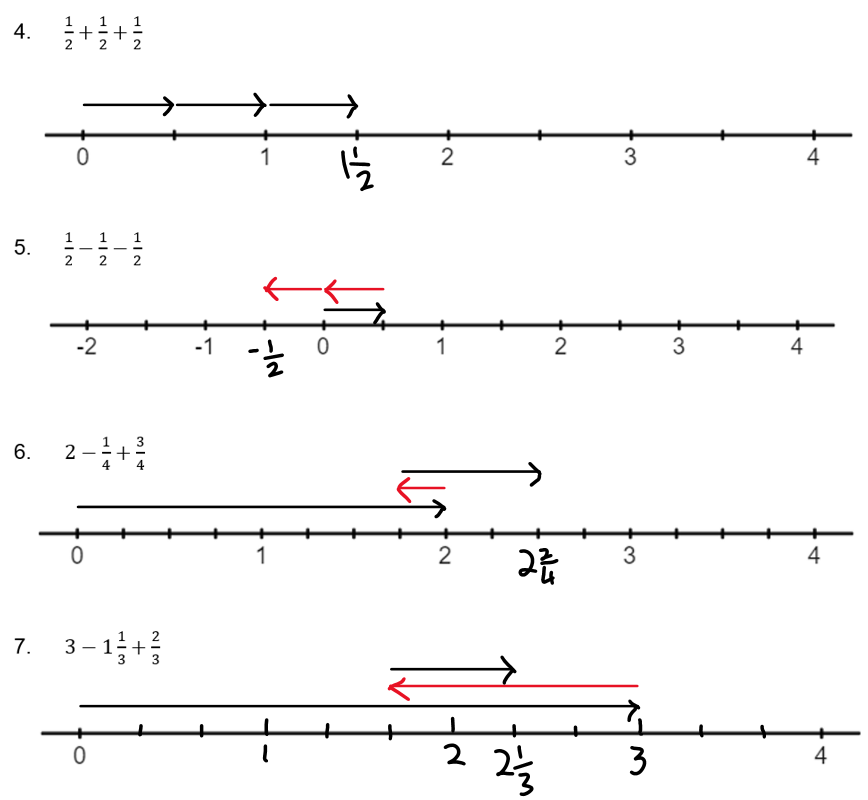 4. 1/2 + 1/2 + 1/2
0 1 1 1/2 2 3 4
5. 1/2 − 1/2 − 1/2
-2 -1 -1/2 0 1 2 3 4
6. 2 − 1/4 + 3/4
0 1 2 2 2/4 3 4
7. 3 − 1 1/3 + 2/3
0 1 2 2 1/3 3 4